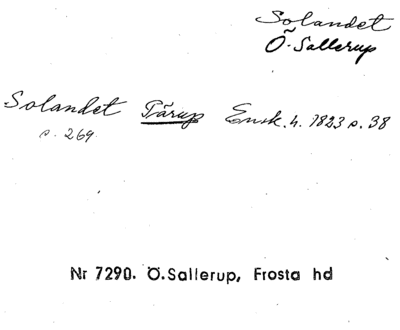 Solandet
Ö. Sallerup
Solandet Tårup Ensk. h. 1823 s. 38
s. 269
Nr 7290. Ö.Sallerup, Frosta hd